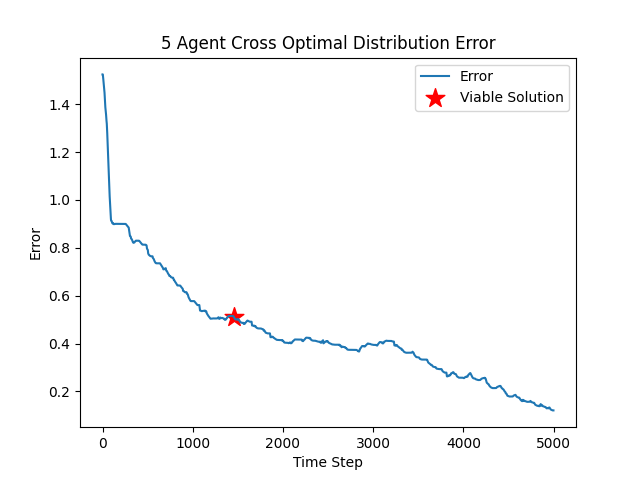 5 Agent Cross Optimal Distribution Error
Error
Viable Solution
1.4
1.2
1.0
0.8
0.6
0.4
0.2
Error
0
1000
2000
3000
4000
5000
Time Step